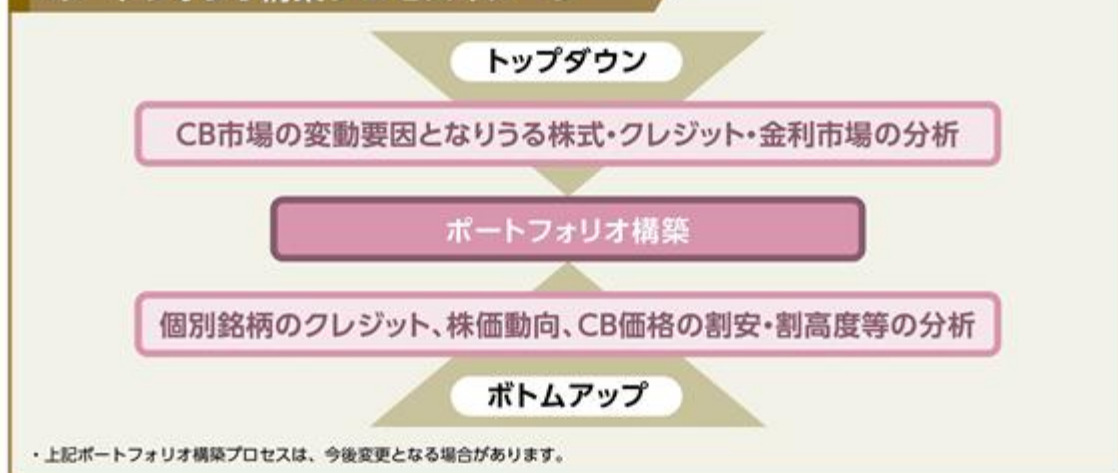 トップダウン
CB市場の変動要因となりうる株式・クレジット・金利市場の分析
ポートフォリオ構築
個別銘柄のクレジット、株価動向、CB価格の割安・割高度等の分析
ボトムアップ
・上記ポートフォリオ構築プロセスは、今後変更となる場合があります。